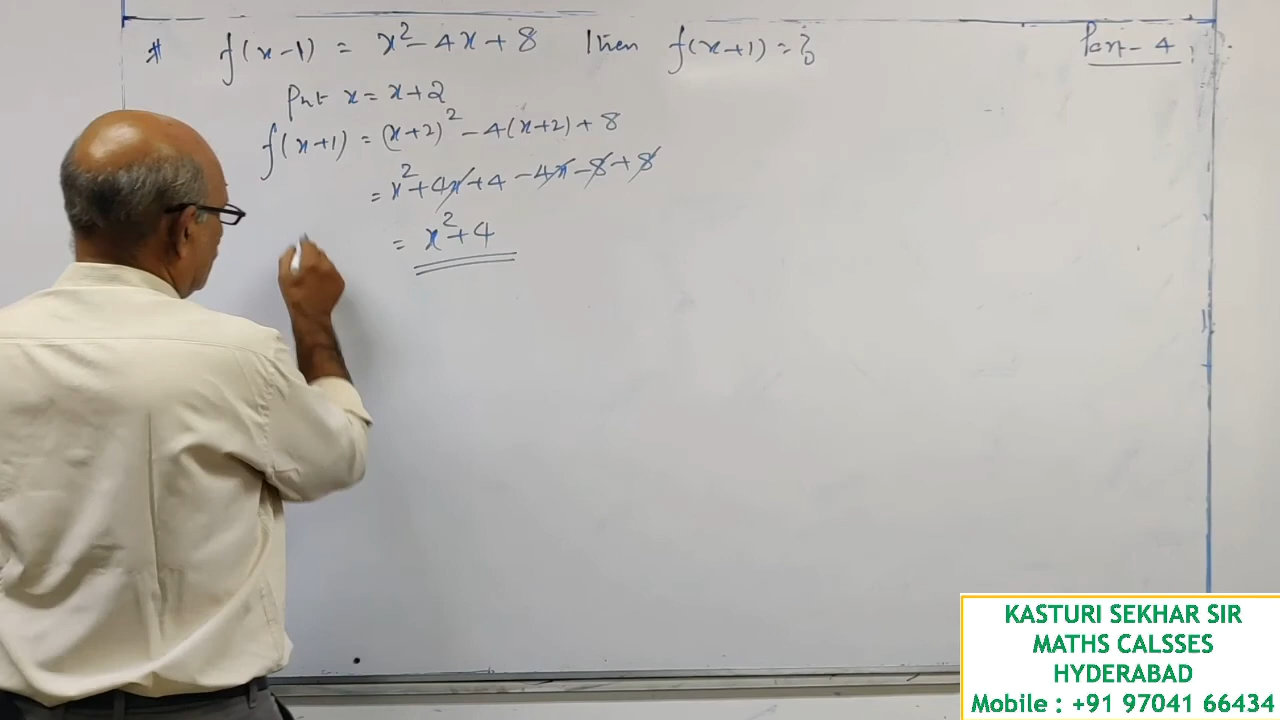 # f(x-1) = x² - 4x + 8 then f(x+1) = ?
Part - 4
Put x = x+2
f(x+1) = (x+2)² - 4(x+2) + 8
= x² + 4x + 4 - 4x - 8 + 8
= x² + 4
KASTURI SEKHAR SIR
MATHS CALSSES
HYDERABAD
Mobile : +91 97041 66434